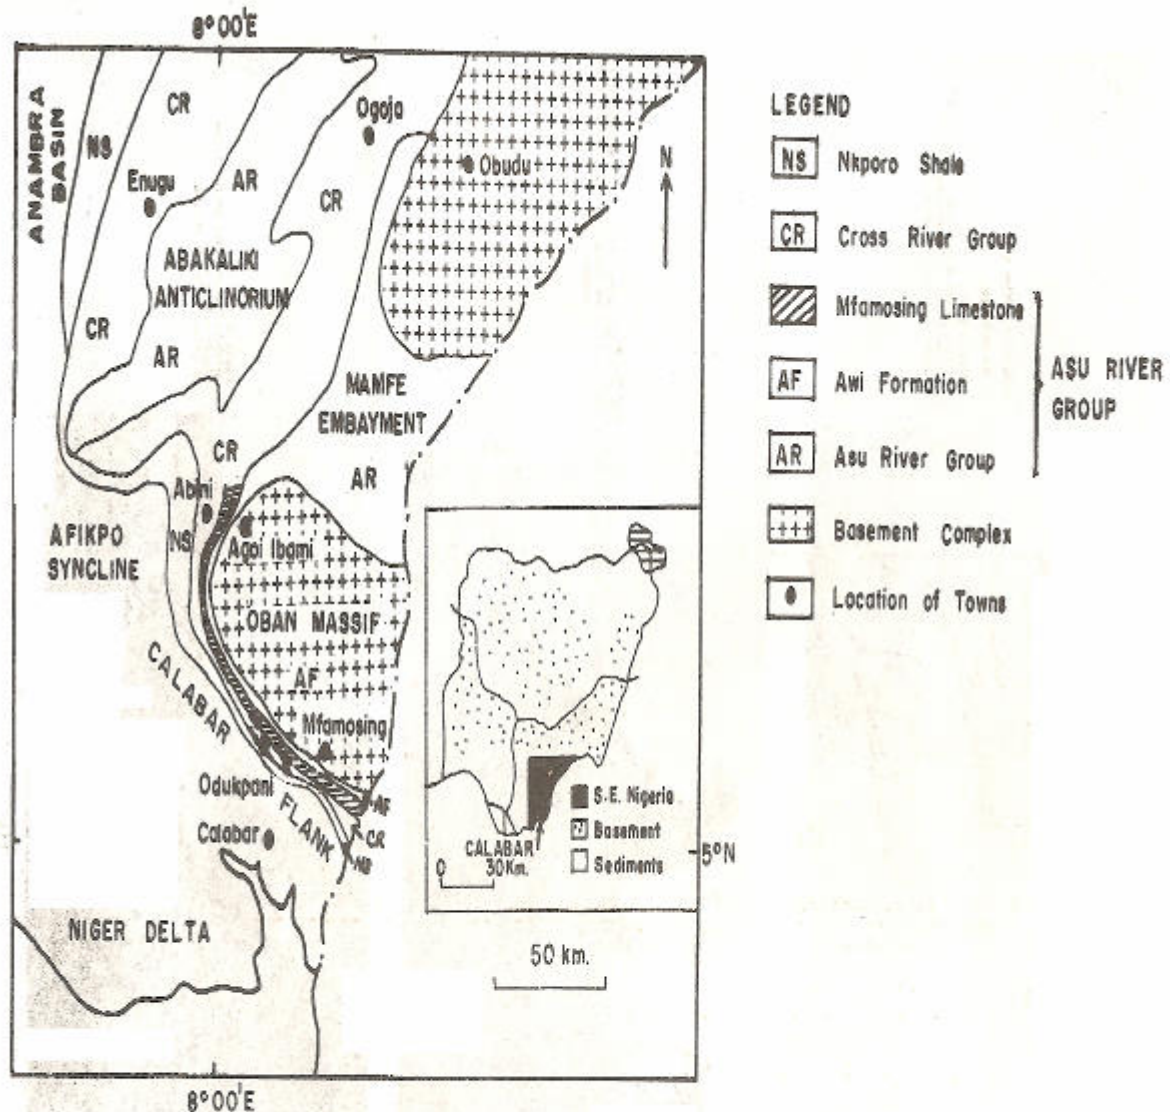 8°00'E
ANAMBRA
BASIN
NS
CR
Enugu
AR
Ogoja
CR
Obudu
N
ABAKALIKI
ANTICLINORIUM
CR
AR
MAMFE
EMBAYMENT
CR
AR
Abini
AFIKPO
SYNCLINE
NS
Agoi Ibami
OBAN MASSIF
AF
CALABAR
FLANK
Mfamosing
Odukpani
AF
CR
Calabar
5°N
NIGER DELTA
50 km.
8°00'E
S.E. Nigeria
Basement
Sediments
CALABAR
0 30Km.
LEGEND
NS Nkporo Shale
CR Cross River Group
Mfamosing Limestone
AF Awi Formation
AR Asu River Group
ASU RIVER
GROUP
Basement Complex
Location of Towns